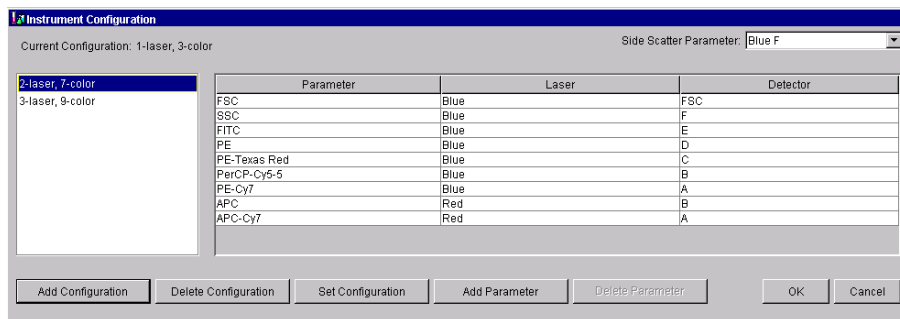 Instrument Configuration
Current Configuration: 1-laser, 3-color
Side Scatter Parameter: Blue F
2-laser, 7-color
3-laser, 9-color
Parameter Laser Detector
FSC Blue FSC
SSC Blue F
FITC Blue E
PE Blue D
PE-Texas Red Blue C
PerCP-Cy5-5 Blue B
PE-Cy7 Blue A
APC Red B
APC-Cy7 Red A
Add Configuration Delete Configuration Set Configuration Add Parameter Delete Parameter OK Cancel